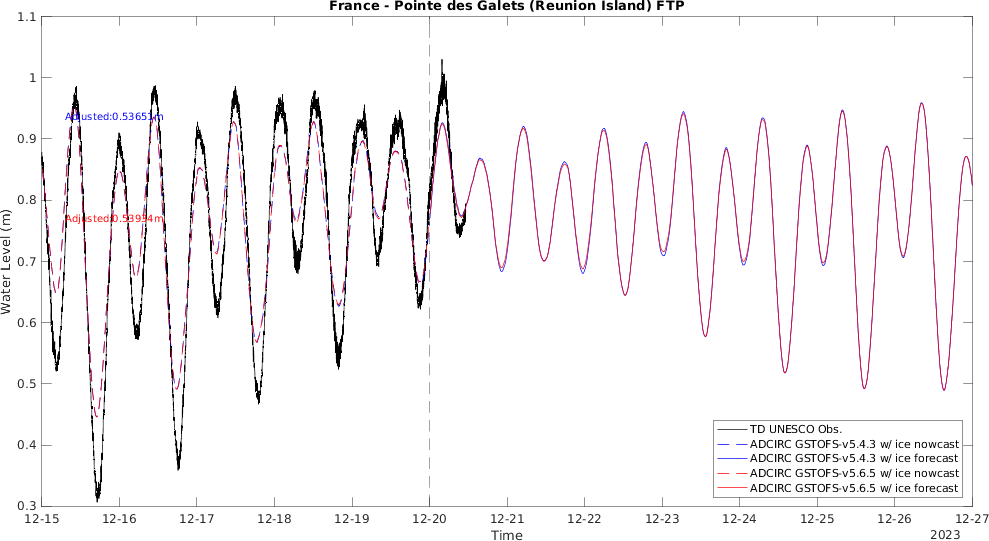 France - Pointe des Galets (Reunion Island) FTP
1.1
1
0.9
0.8
0.7
0.6
0.5
0.4
0.3
Water Level (m)
Adjusted:0.53651m
Adjusted:0.53934m
TD UNESCO Obs.
ADCIRC GSTOFS-v5.4.3 w/ ice nowcast
ADCIRC GSTOFS-v5.4.3 w/ ice forecast
ADCIRC GSTOFS-v5.6.5 w/ ice nowcast
ADCIRC GSTOFS-v5.6.5 w/ ice forecast
12-15 12-16 12-17 12-18 12-19 12-20 12-21 12-22 12-23 12-24 12-25 12-26 12-27
Time
2023